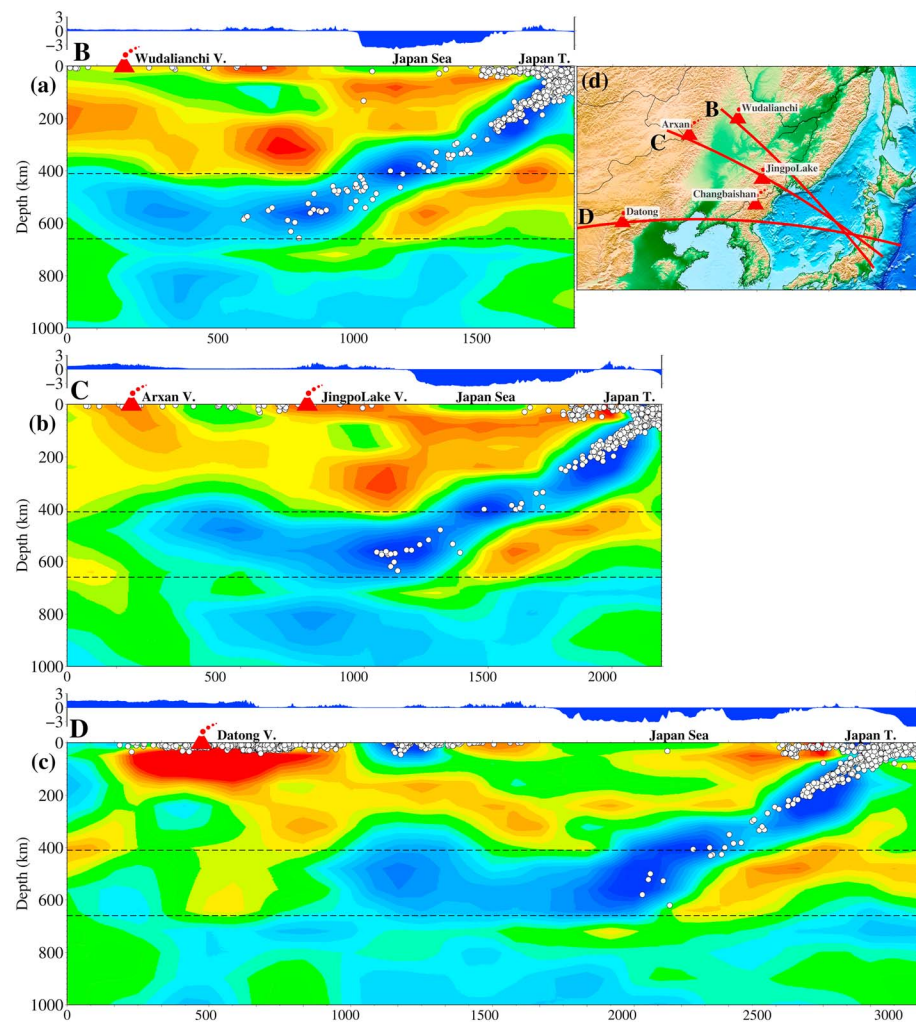 3
0
−3
B Wudalianchi V. Japan Sea Japan T.
(a)
Depth (km)
0
200
400
600
800
1000
0 500 1000 1500
(d)
B Wudalianchi
Arxan
C
JingpoLake
Changbaishan
Datong
D
3
0
−3
C Arxan V. JingpoLake V. Japan Sea Japan T.
(b)
Depth (km)
0
200
400
600
800
1000
0 500 1000 1500 2000
3
0
−3
D Datong V. Japan Sea Japan T.
(c)
Depth (km)
0
200
400
600
800
1000
0 500 1000 1500 2000 2500 3000